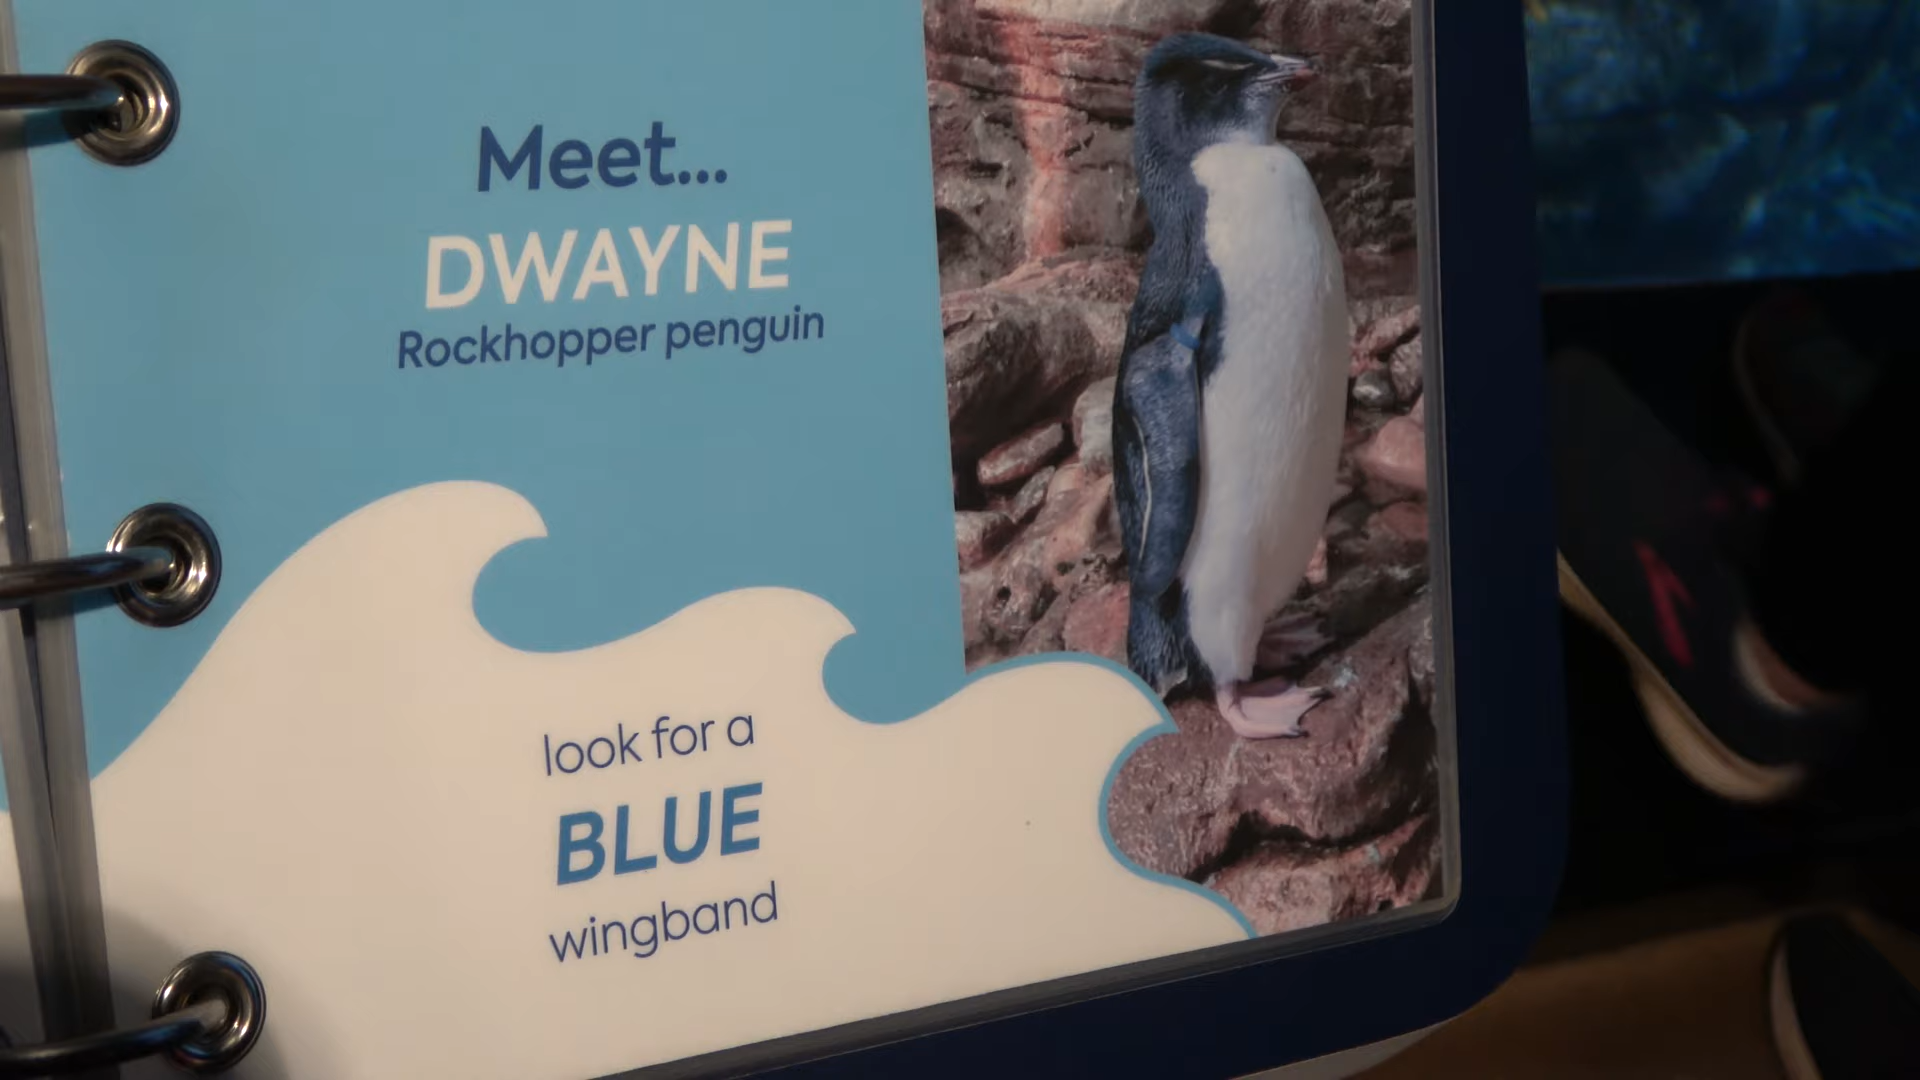 Meet...
DWAYNE
Rockhopper penguin
look for a
BLUE
wingband